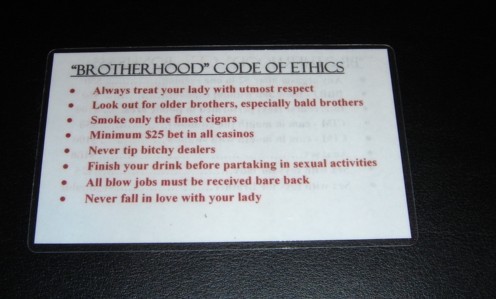 "BROTHERHOOD" CODE OF ETHICS
• Always treat your lady with utmost respect
• Look out for older brothers, especially bald brothers
• Smoke only the finest cigars
• Minimum $25 bet in all casinos
• Never tip bitchy dealers
• Finish your drink before partaking in sexual activities
• All blow jobs must be received bare back
• Never fall in love with your lady